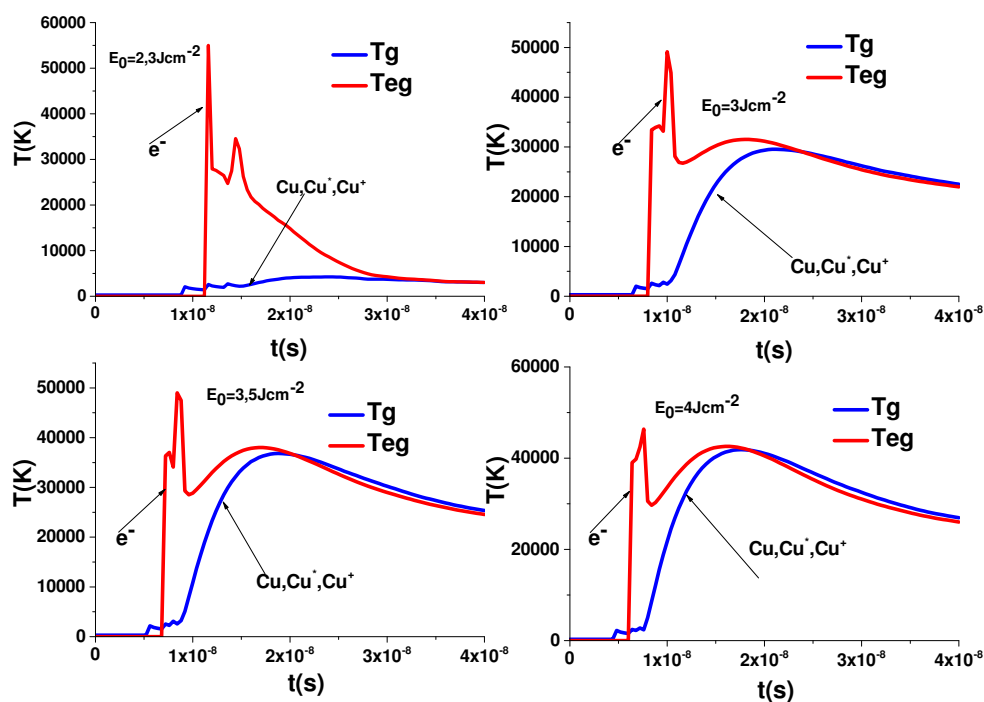 60000
50000
40000
30000
20000
10000
0
T(K)
E₀=2,3Jcm⁻²
Tg
Teg
e⁻
Cu,Cu*,Cu⁺
0
1x10⁻⁸
2x10⁻⁸
3x10⁻⁸
4x10⁻⁸
t(s)
50000
40000
30000
20000
10000
0
T(K)
Tg
Teg
E₀=3Jcm⁻²
e⁻
Cu,Cu*,Cu⁺
0
1x10⁻⁸
2x10⁻⁸
3x10⁻⁸
4x10⁻⁸
t(s)
50000
40000
30000
20000
10000
0
T(K)
E₀=3,5Jcm⁻²
Tg
Teg
e⁻
Cu,Cu*,Cu⁺
0
1x10⁻⁸
2x10⁻⁸
3x10⁻⁸
4x10⁻⁸
t(s)
60000
40000
20000
0
T(K)
E₀=4Jcm⁻²
Tg
Teg
e⁻
Cu,Cu*,Cu⁺
0
1x10⁻⁸
2x10⁻⁸
3x10⁻⁸
4x10⁻⁸
t(s)